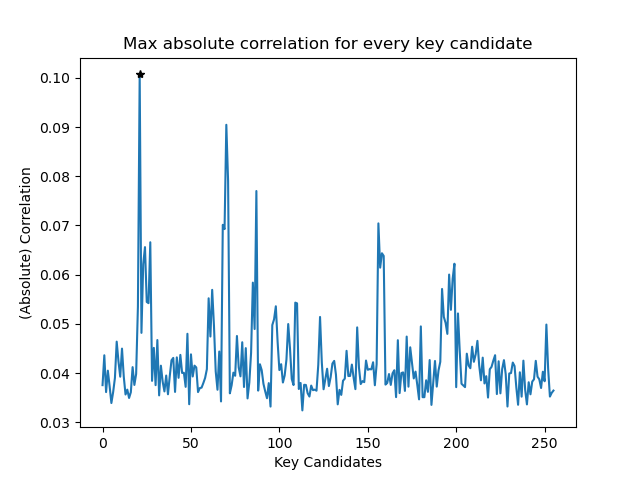 Max absolute correlation for every key candidate
0.10
0.09
0.08
0.07
0.06
0.05
0.04
0.03
(Absolute) Correlation
0 50 100 150 200 250
Key Candidates